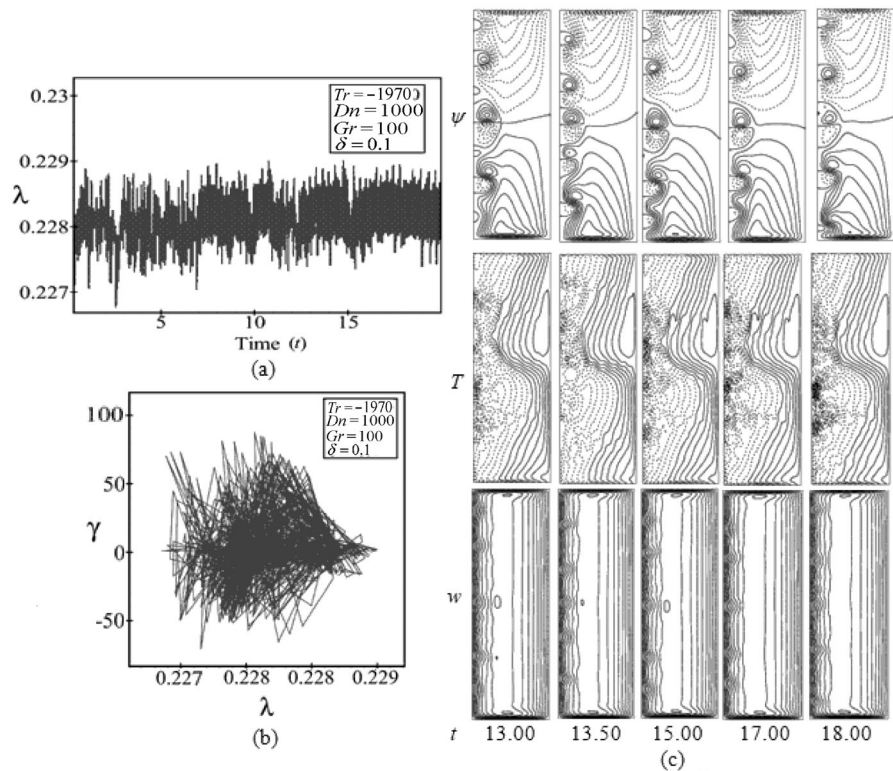 0.23
0.229
λ
0.228
0.227
Tr = -1970
Dn = 1000
Gr = 100
δ = 0.1
5
10
15
Time (t)
(a)
100
50
γ
0
-50
Tr = -1970
Dn = 1000
Gr = 100
δ = 0.1
0.227
0.228
0.228
0.229
λ
(b)
ψ
T
w
t 13.00 13.50 15.00 17.00 18.00
(c)